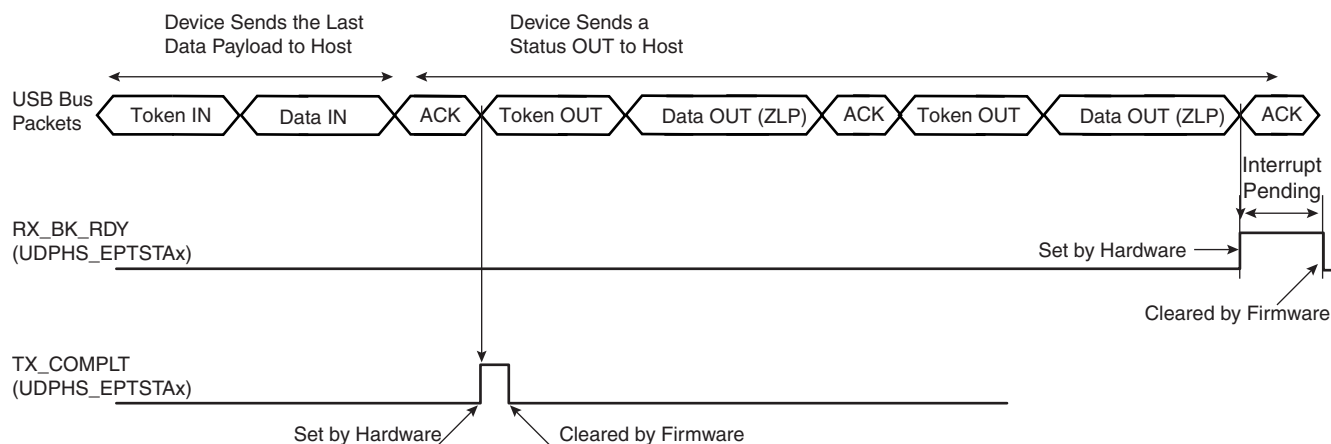 Device Sends the Last
Data Payload to Host
Device Sends a
Status OUT to Host
USB Bus
Packets
Token IN
Data IN
ACK
Token OUT
Data OUT (ZLP)
ACK
Token OUT
Data OUT (ZLP)
ACK
Interrupt
Pending
RX_BK_RDY
(UDPHS_EPTSTAx)
Set by Hardware
Cleared by Firmware
TX_COMPLT
(UDPHS_EPTSTAx)
Set by Hardware
Cleared by Firmware